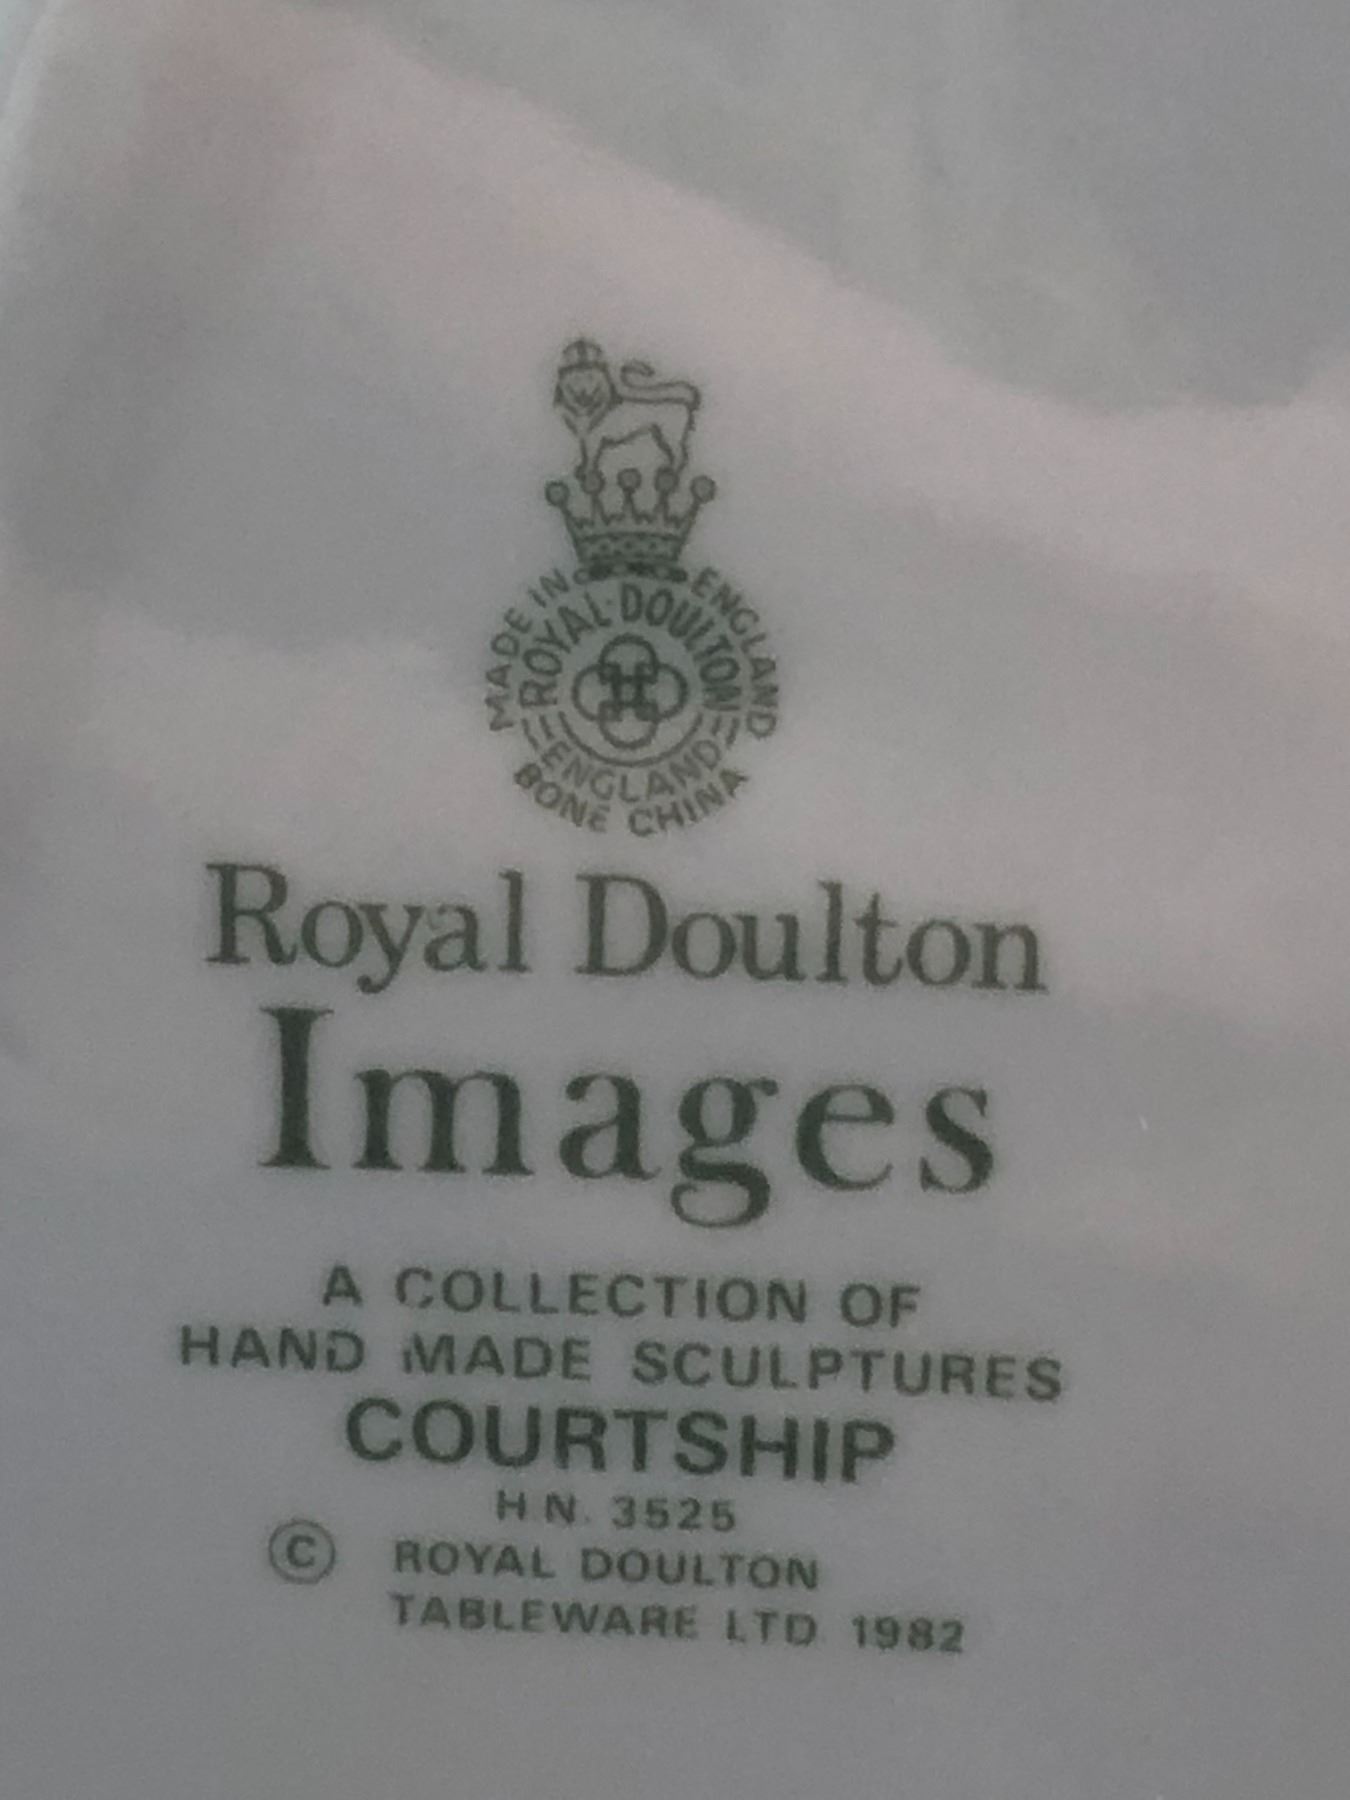 MADE IN ENGLAND
ROYAL·DOULTON
ENGLAND
BONE CHINA
Royal Doulton
Images
A COLLECTION OF
HAND MADE SCULPTURES
COURTSHIP
H.N. 3525
© ROYAL DOULTON
TABLEWARE LTD 1982